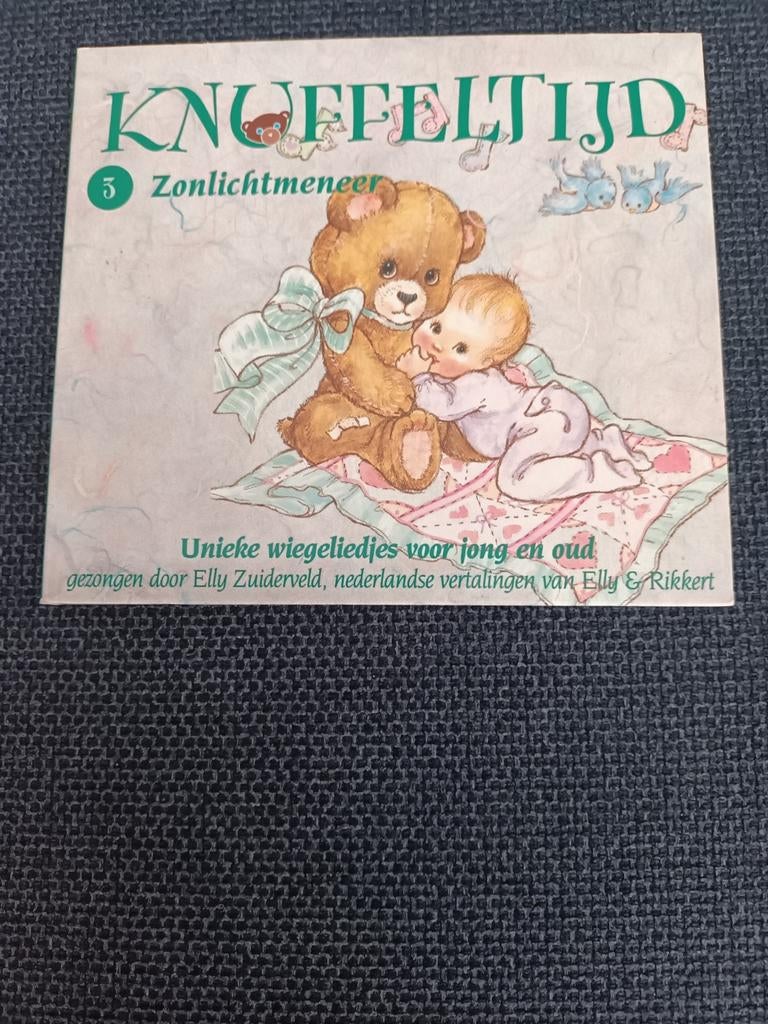 KNUFFELTIJD
3 Zonlichtmeneer
Unieke wiegeliedjes voor jong en oud
gezongen door Elly Zuiderveld, nederlandse vertalingen van Elly & Rikkert